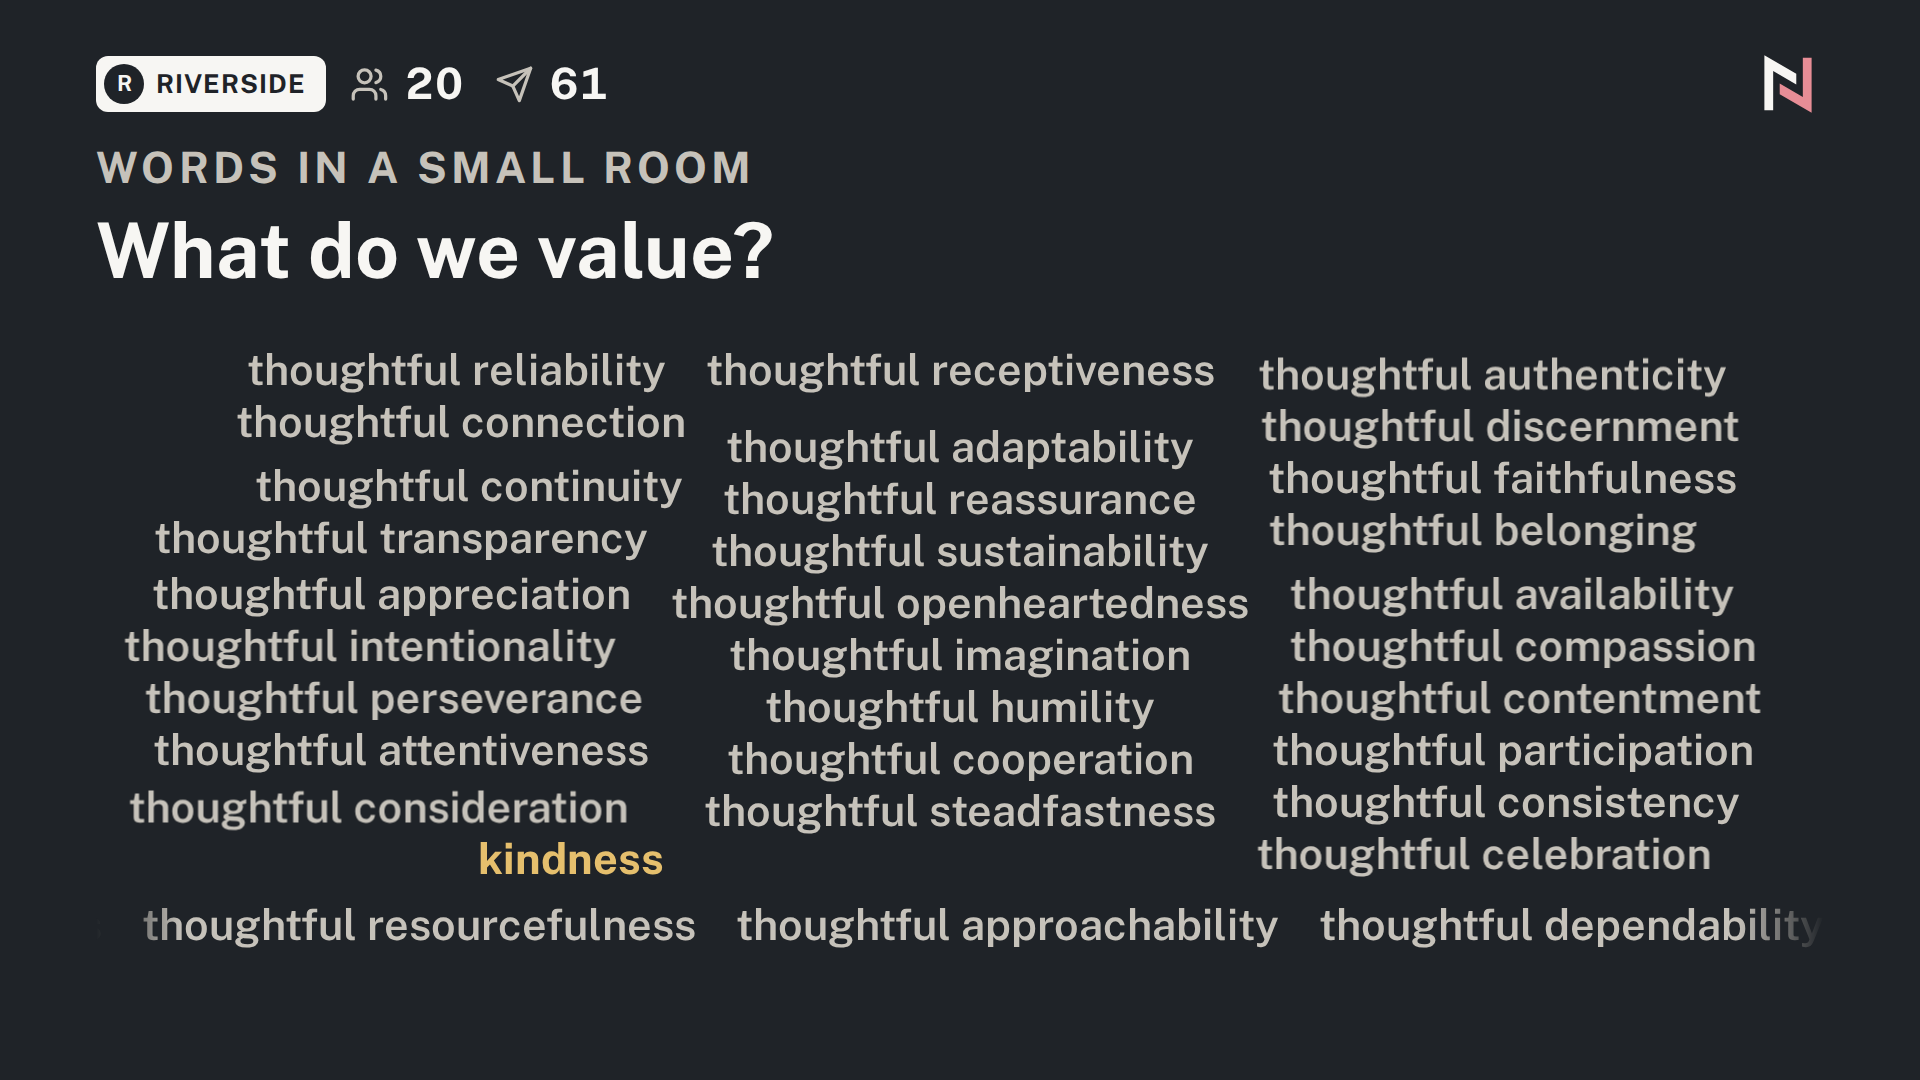 R RIVERSIDE 20 61
WORDS IN A SMALL ROOM
What do we value?
thoughtful reliability
thoughtful connection
thoughtful continuity
thoughtful transparency
thoughtful appreciation
thoughtful intentionality
thoughtful perseverance
thoughtful attentiveness
thoughtful consideration
kindness
thoughtful receptiveness
thoughtful adaptability
thoughtful reassurance
thoughtful sustainability
thoughtful openheartedness
thoughtful imagination
thoughtful humility
thoughtful cooperation
thoughtful steadfastness
thoughtful authenticity
thoughtful discernment
thoughtful faithfulness
thoughtful belonging
thoughtful availability
thoughtful compassion
thoughtful contentment
thoughtful participation
thoughtful consistency
thoughtful celebration
thoughtful resourcefulness thoughtful approachability thoughtful dependability